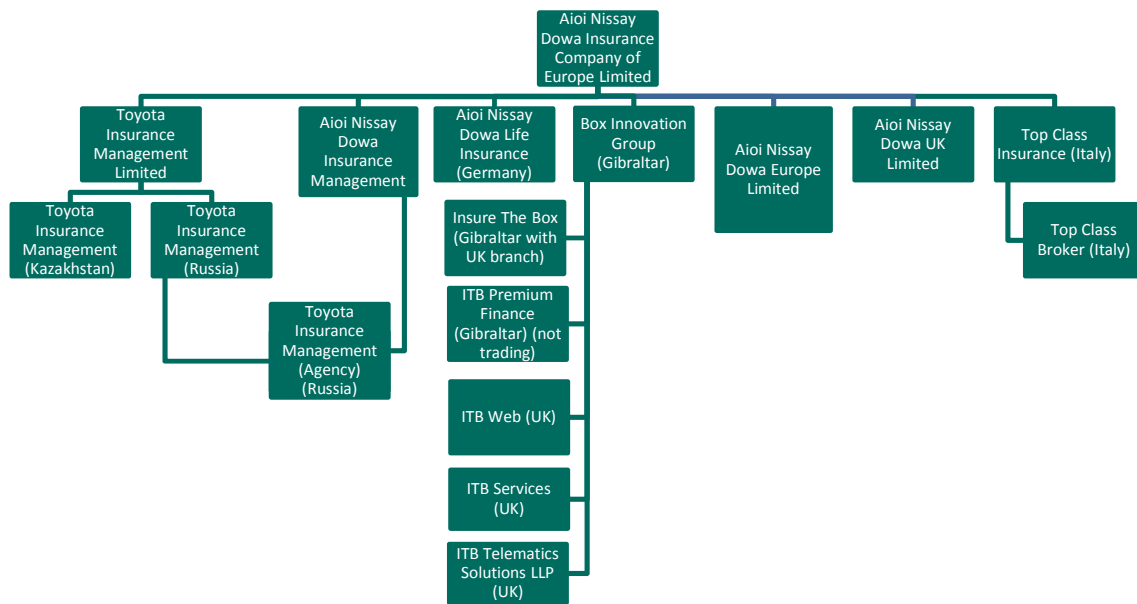 Aioi Nissay
Dowa Insurance
Company of
Europe Limited
Toyota
Insurance
Management
Limited
Aioi Nissay
Dowa
Insurance
Management
Aioi Nissay
Dowa Life
Insurance
(Germany)
Box Innovation
Group
(Gibraltar)
Aioi Nissay
Dowa Europe
Limited
Aioi Nissay
Dowa UK
Limited
Top Class
Insurance (Italy)
Toyota
Insurance
Management
(Kazakhstan)
Toyota
Insurance
Management
(Russia)
Insure The Box
(Gibraltar with
UK branch)
Top Class
Broker (Italy)
Toyota
Insurance
Management
(Agency)
(Russia)
ITB Premium
Finance
(Gibraltar) (not
trading)
ITB Web (UK)
ITB Services
(UK)
ITB Telematics
Solutions LLP
(UK)